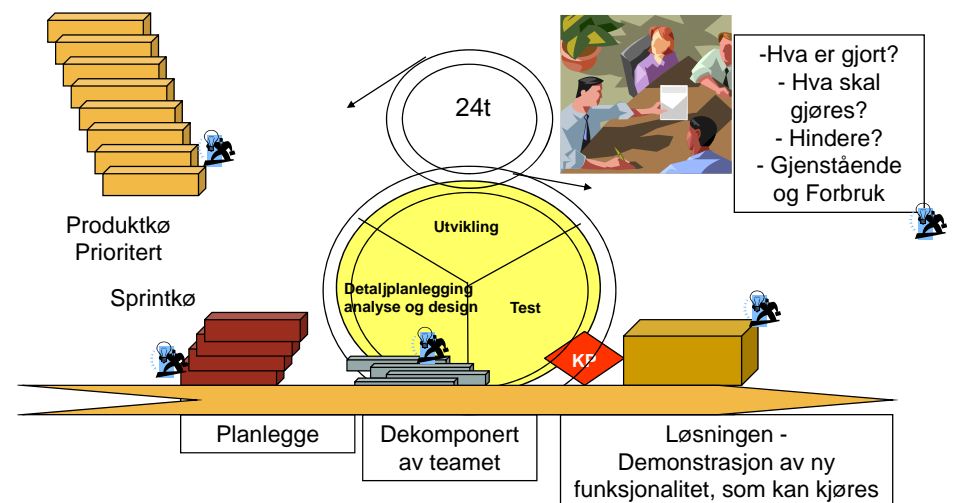 24t
-Hva er gjort?
- Hva skal
gjøres?
- Hindere?
- Gjenstående
og Forbruk
Produktkø
Prioritert
Utvikling
Sprintkø
Detaljplanlegging
analyse og design
Test
KP
Planlegge
Dekomponert
av teamet
Løsningen -
Demonstrasjon av ny
funksjonalitet, som kan kjøres